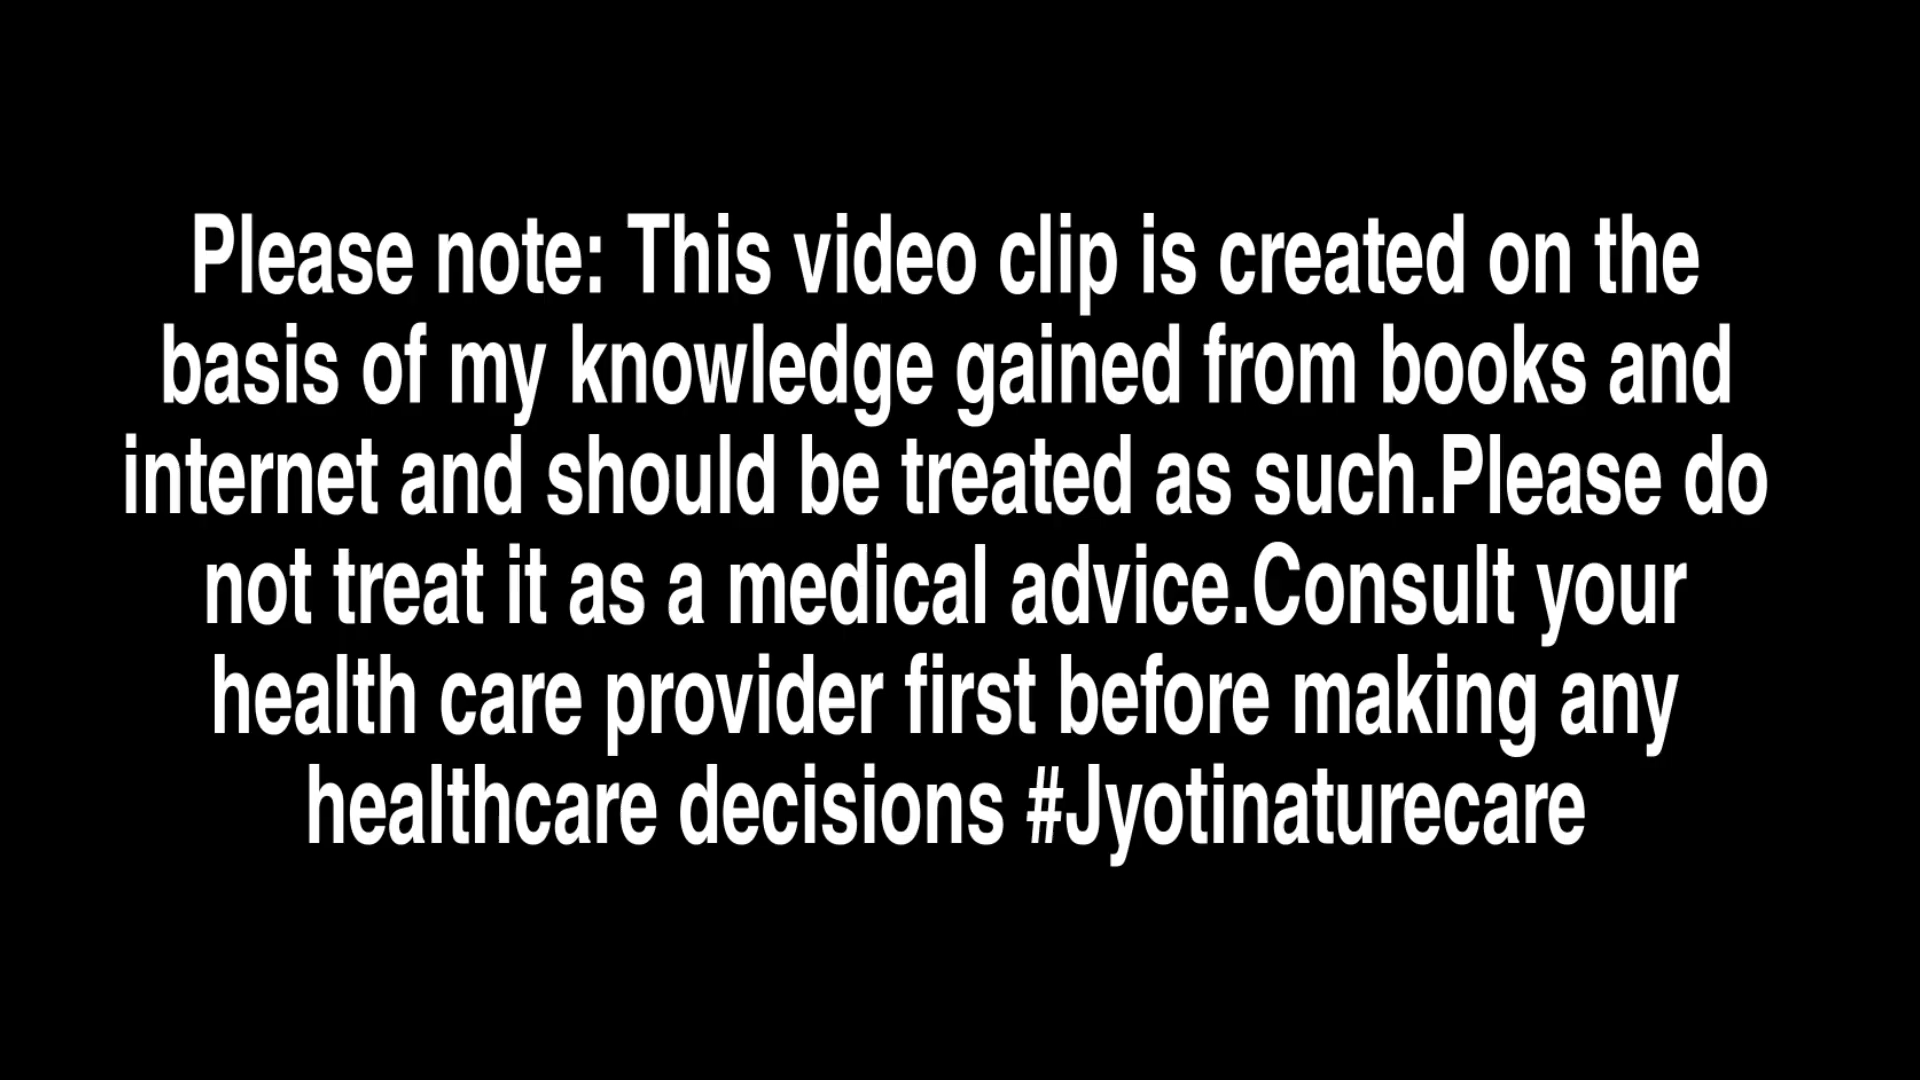 Please note: This video clip is created on the
basis of my knowledge gained from books and
internet and should be treated as such.Please do
not treat it as a medical advice.Consult your
health care provider first before making any
healthcare decisions #Jyotinaturecare